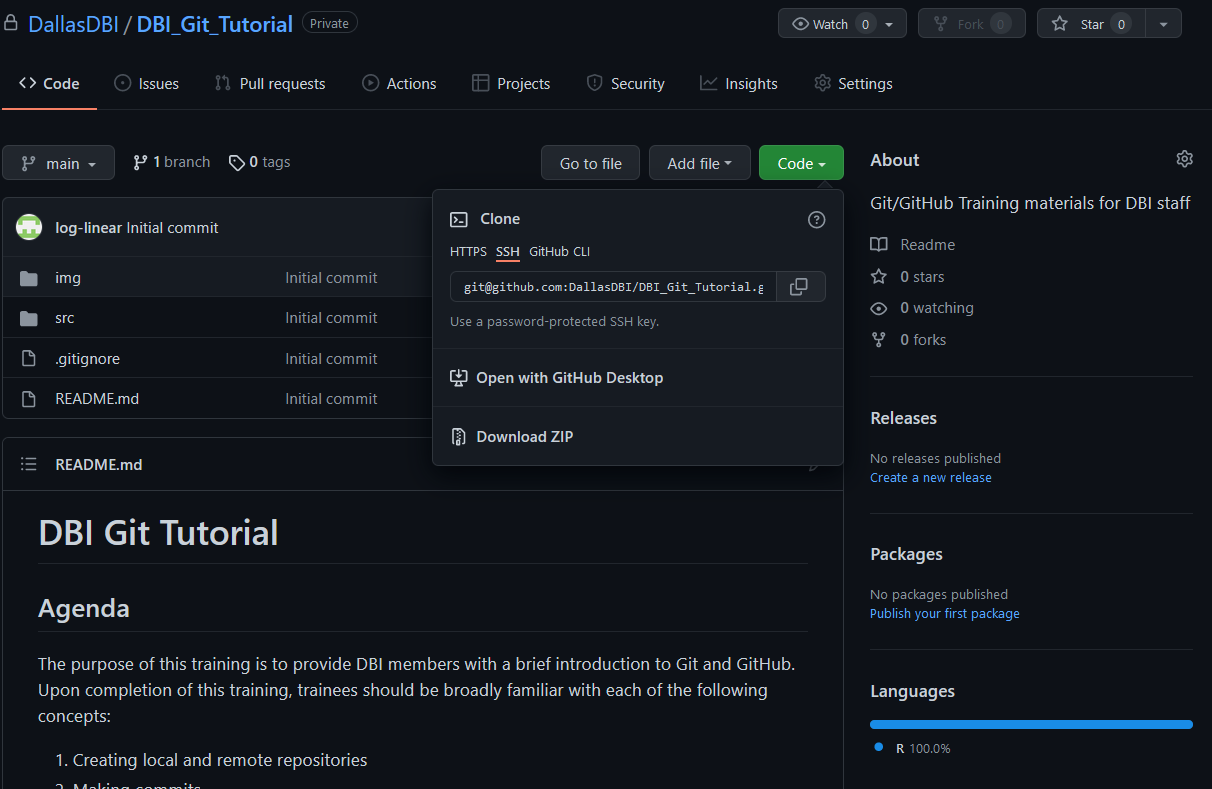 DallasDBI / DBI_Git_Tutorial Private
Watch 0 Fork 0 Star 0
Code Issues Pull requests Actions Projects Security Insights Settings
main 1 branch 0 tags Go to file Add file Code
log-linear Initial commit
img Initial commit
src Initial commit
.gitignore Initial commit
README.md Initial commit
Clone
HTTPS SSH GitHub CLI
git@github.com:DallasDBI/DBI_Git_Tutorial.g
Use a password-protected SSH key.
Open with GitHub Desktop
Download ZIP
README.md
DBI Git Tutorial
Agenda
The purpose of this training is to provide DBI members with a brief introduction to Git and GitHub.
Upon completion of this training, trainees should be broadly familiar with each of the following
concepts:
1. Creating local and remote repositories
2. Making commits
About
Git/GitHub Training materials for DBI staff
Readme
0 stars
0 watching
0 forks
Releases
No releases published
Create a new release
Packages
No packages published
Publish your first package
Languages
R 100.0%